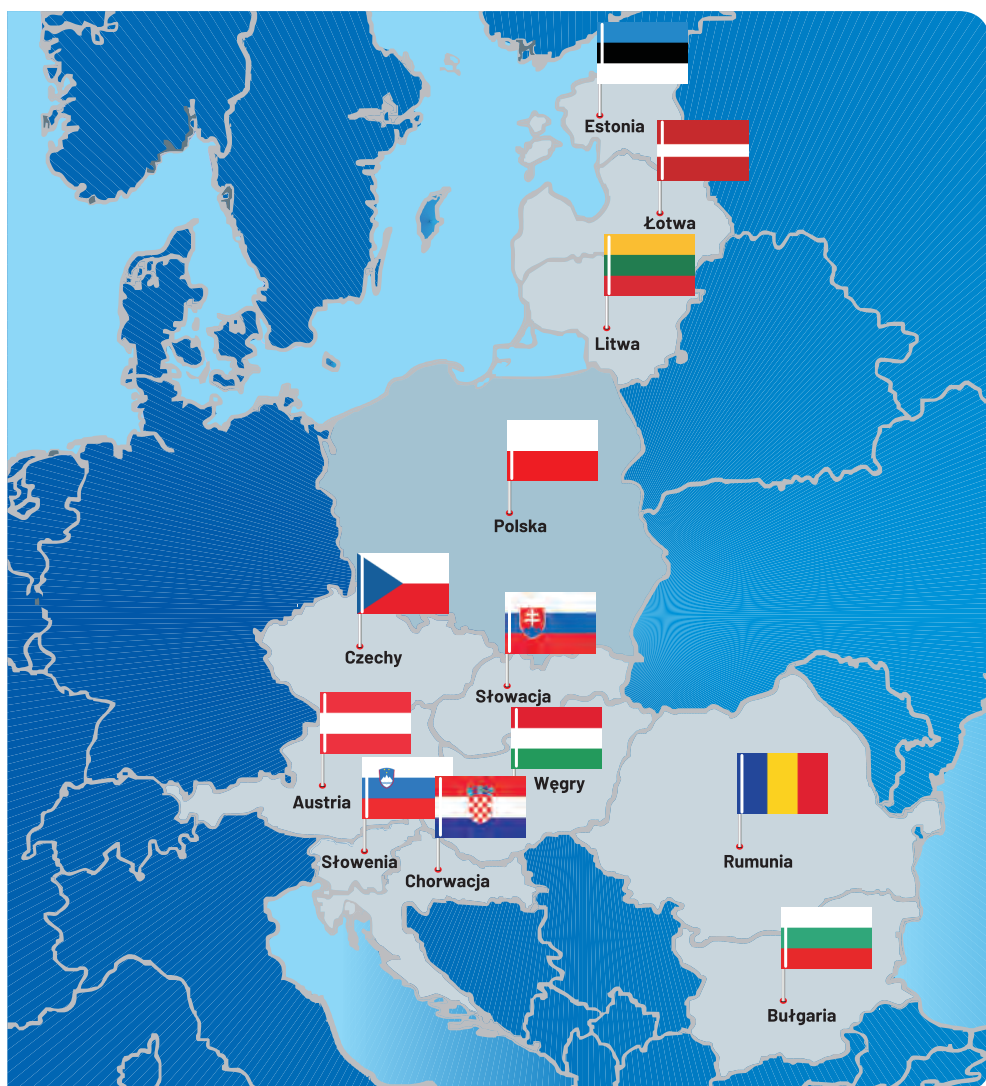 Estonia
Łotwa
Litwa
Polska
Czechy
Słowacja
Węgry
Austria
Słowenia
Chorwacja
Rumunia
Bułgaria